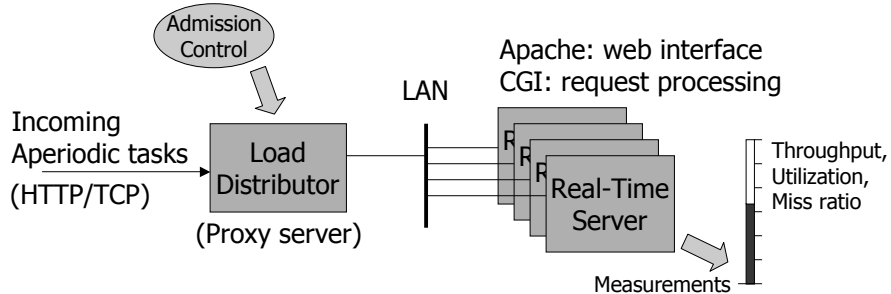 Admission
Control
Apache: web interface
CGI: request processing
LAN
Incoming
Aperiodic tasks
(HTTP/TCP)
Load
Distributor
(Proxy server)
R
R
R
Real-Time
Server
Throughput,
Utilization,
Miss ratio
Measurements